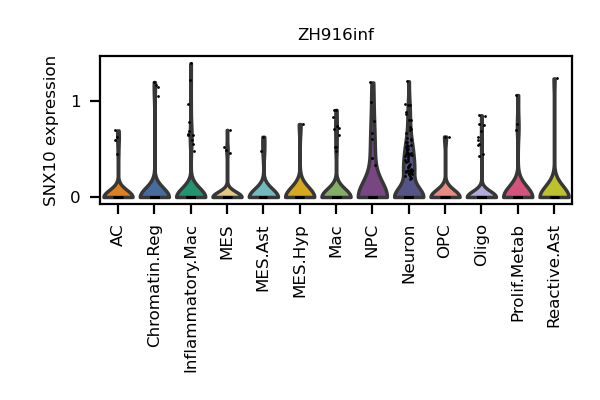 ZH916inf
SNX10 expression
1
0
AC
Chromatin.Reg
Inflammatory.Mac
MES
MES.Ast
MES.Hyp
Mac
NPC
Neuron
OPC
Oligo
Prolif.Metab
Reactive.Ast